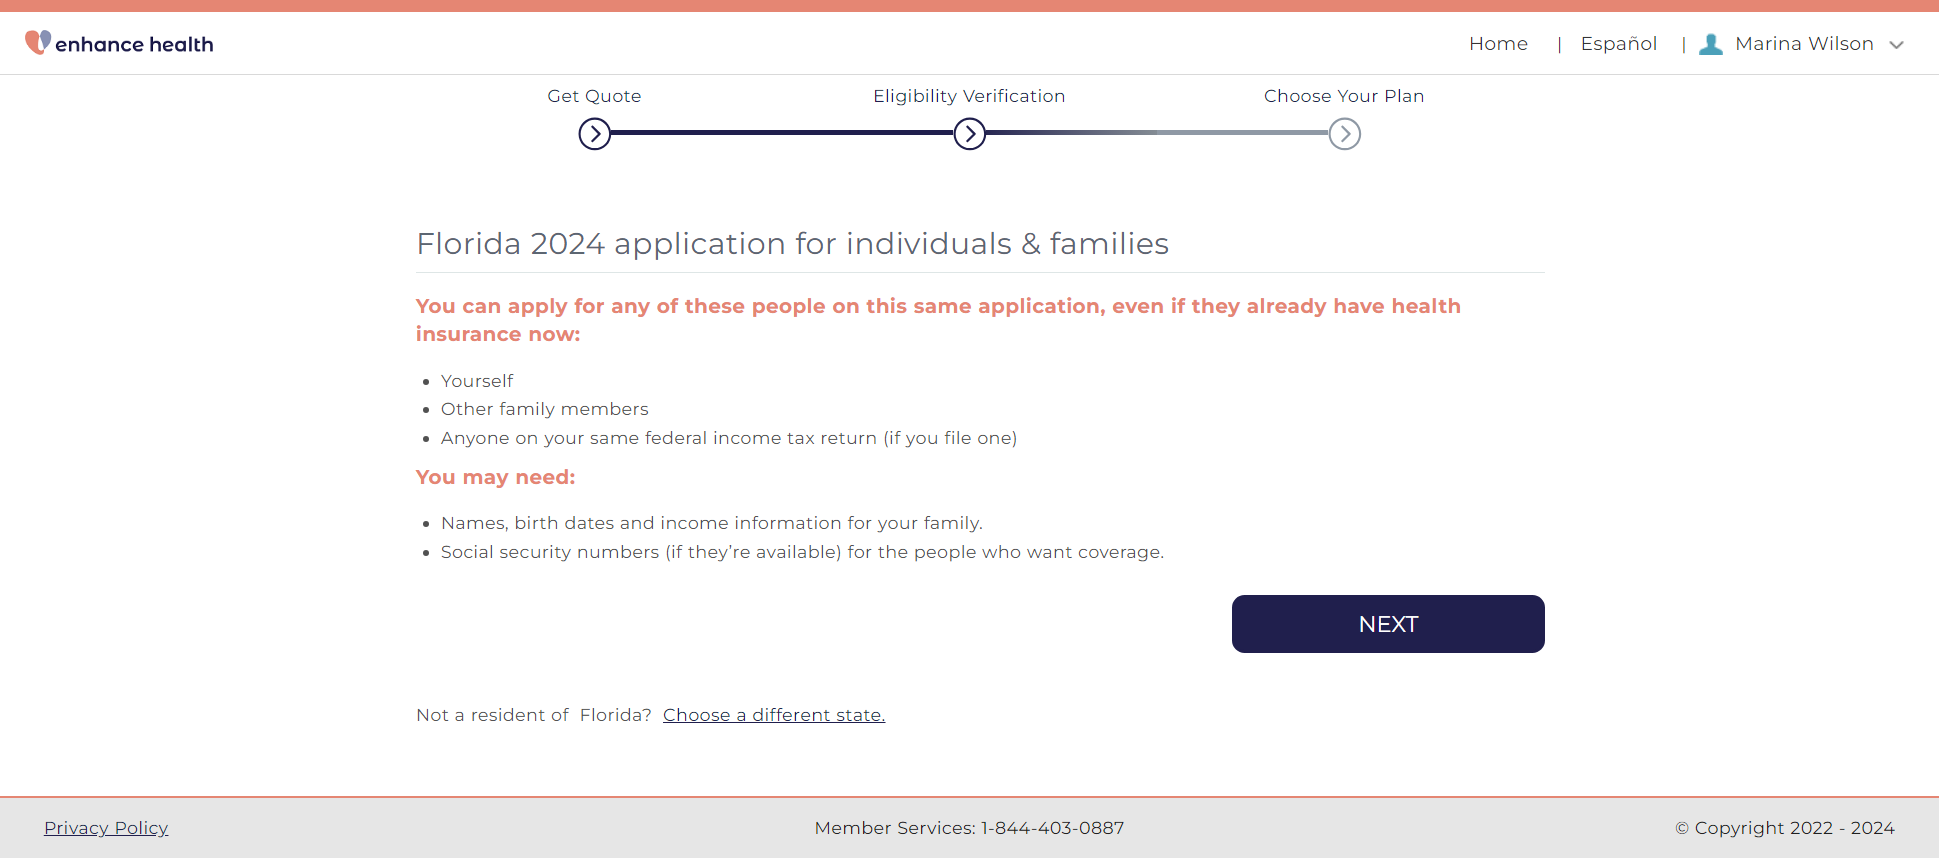 enhance health
Home | Español | Marina Wilson
Get Quote Eligibility Verification Choose Your Plan
Florida 2024 application for individuals & families
You can apply for any of these people on this same application, even if they already have health
insurance now:
• Yourself
• Other family members
• Anyone on your same federal income tax return (if you file one)
You may need:
• Names, birth dates and income information for your family.
• Social security numbers (if they’re available) for the people who want coverage.
NEXT
Not a resident of Florida? Choose a different state.
Privacy Policy Member Services: 1-844-403-0887 © Copyright 2022 - 2024